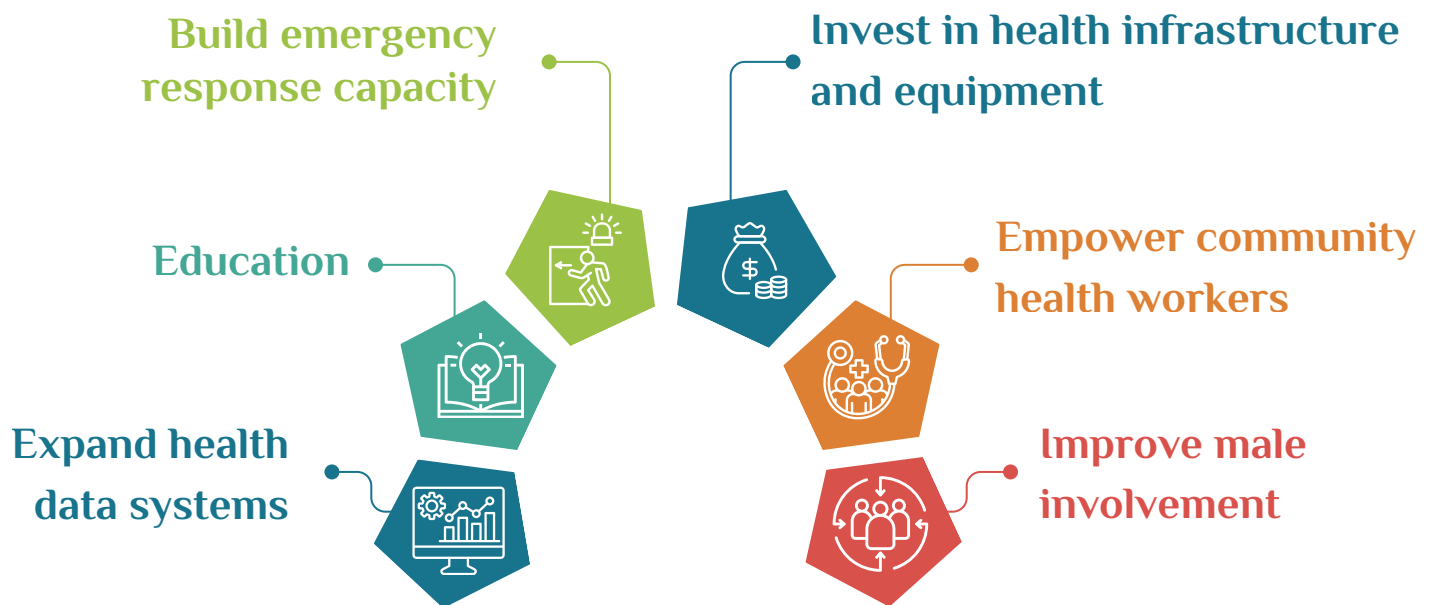 Build emergency
response capacity
Invest in health infrastructure
and equipment
Education
Empower community
health workers
Expand health
data systems
Improve male
involvement
$